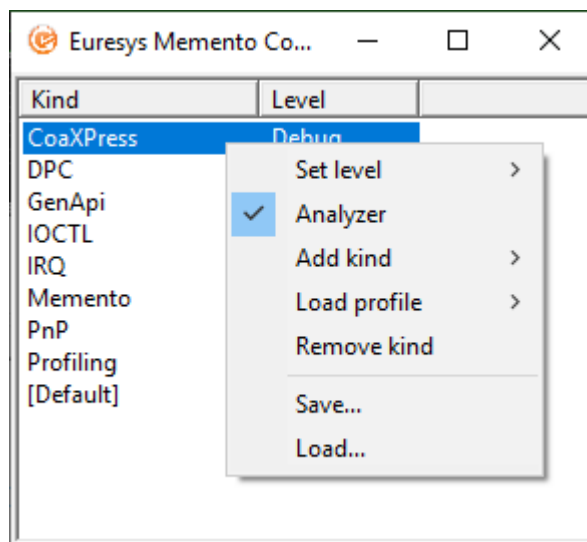 Euresys Memento Co...
Kind Level
CoaXPress Debug
DPC
GenApi
IOCTL
IRQ
Memento
PnP
Profiling
[Default]
Set level
Analyzer
Add kind
Load profile
Remove kind
Save...
Load...